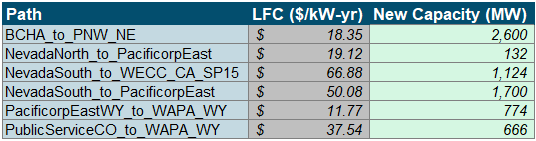 Path LFC ($/kW-yr) New Capacity (MW)
BCHA_to_PNW_NE $ 18.35 2,600
NevadaNorth_to_PacificorpEast $ 19.12 132
NevadaSouth_to_WECC_CA_SP15 $ 66.88 1,124
NevadaSouth_to_PacificorpEast $ 50.08 1,700
PacificorpEastWY_to_WAPA_WY $ 11.77 774
PublicServiceCO_to_WAPA_WY $ 37.54 666